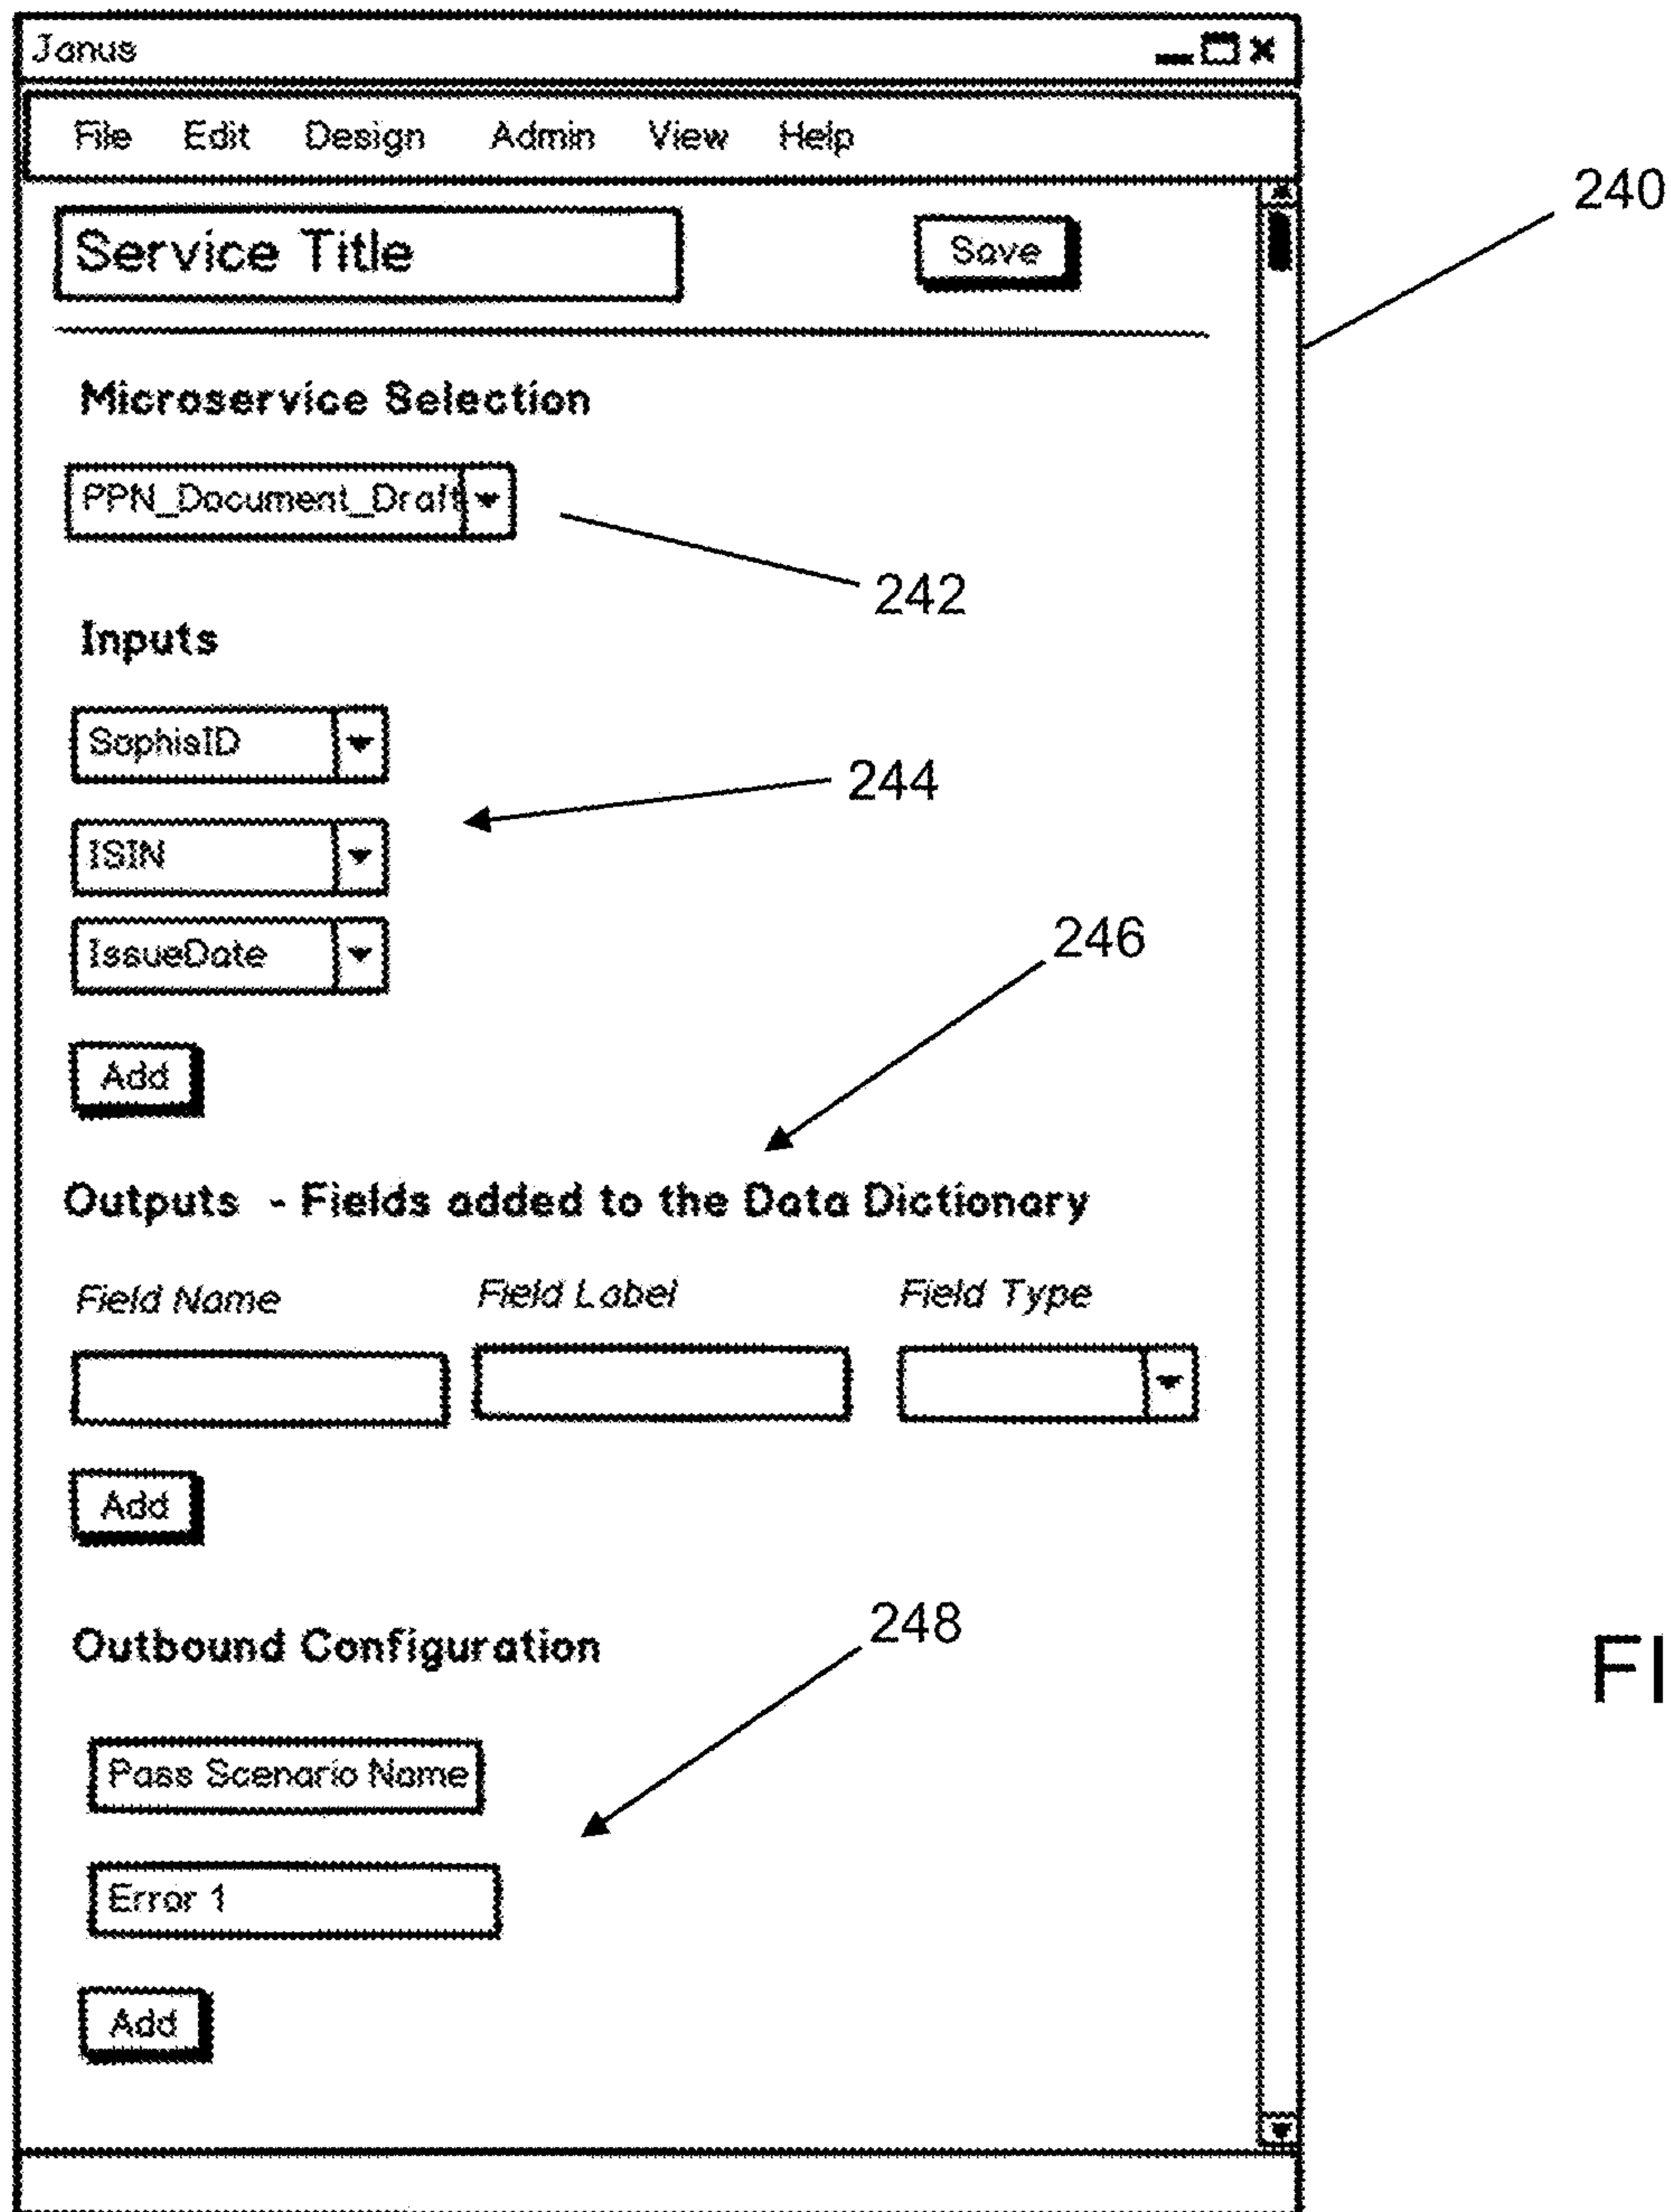 Janus
File Edit Design Admin View Help
240
Service Title Save
Microservice Selection
PPN_Document_Draft
242
Inputs
SophisID
244
ISIN
246
IssueDate
Add
Outputs - Fields added to the Data Dictionary
Field Name Field Label Field Type
Add
248
Outbound Configuration
FI
Pass Scenario Name
Error 1
Add